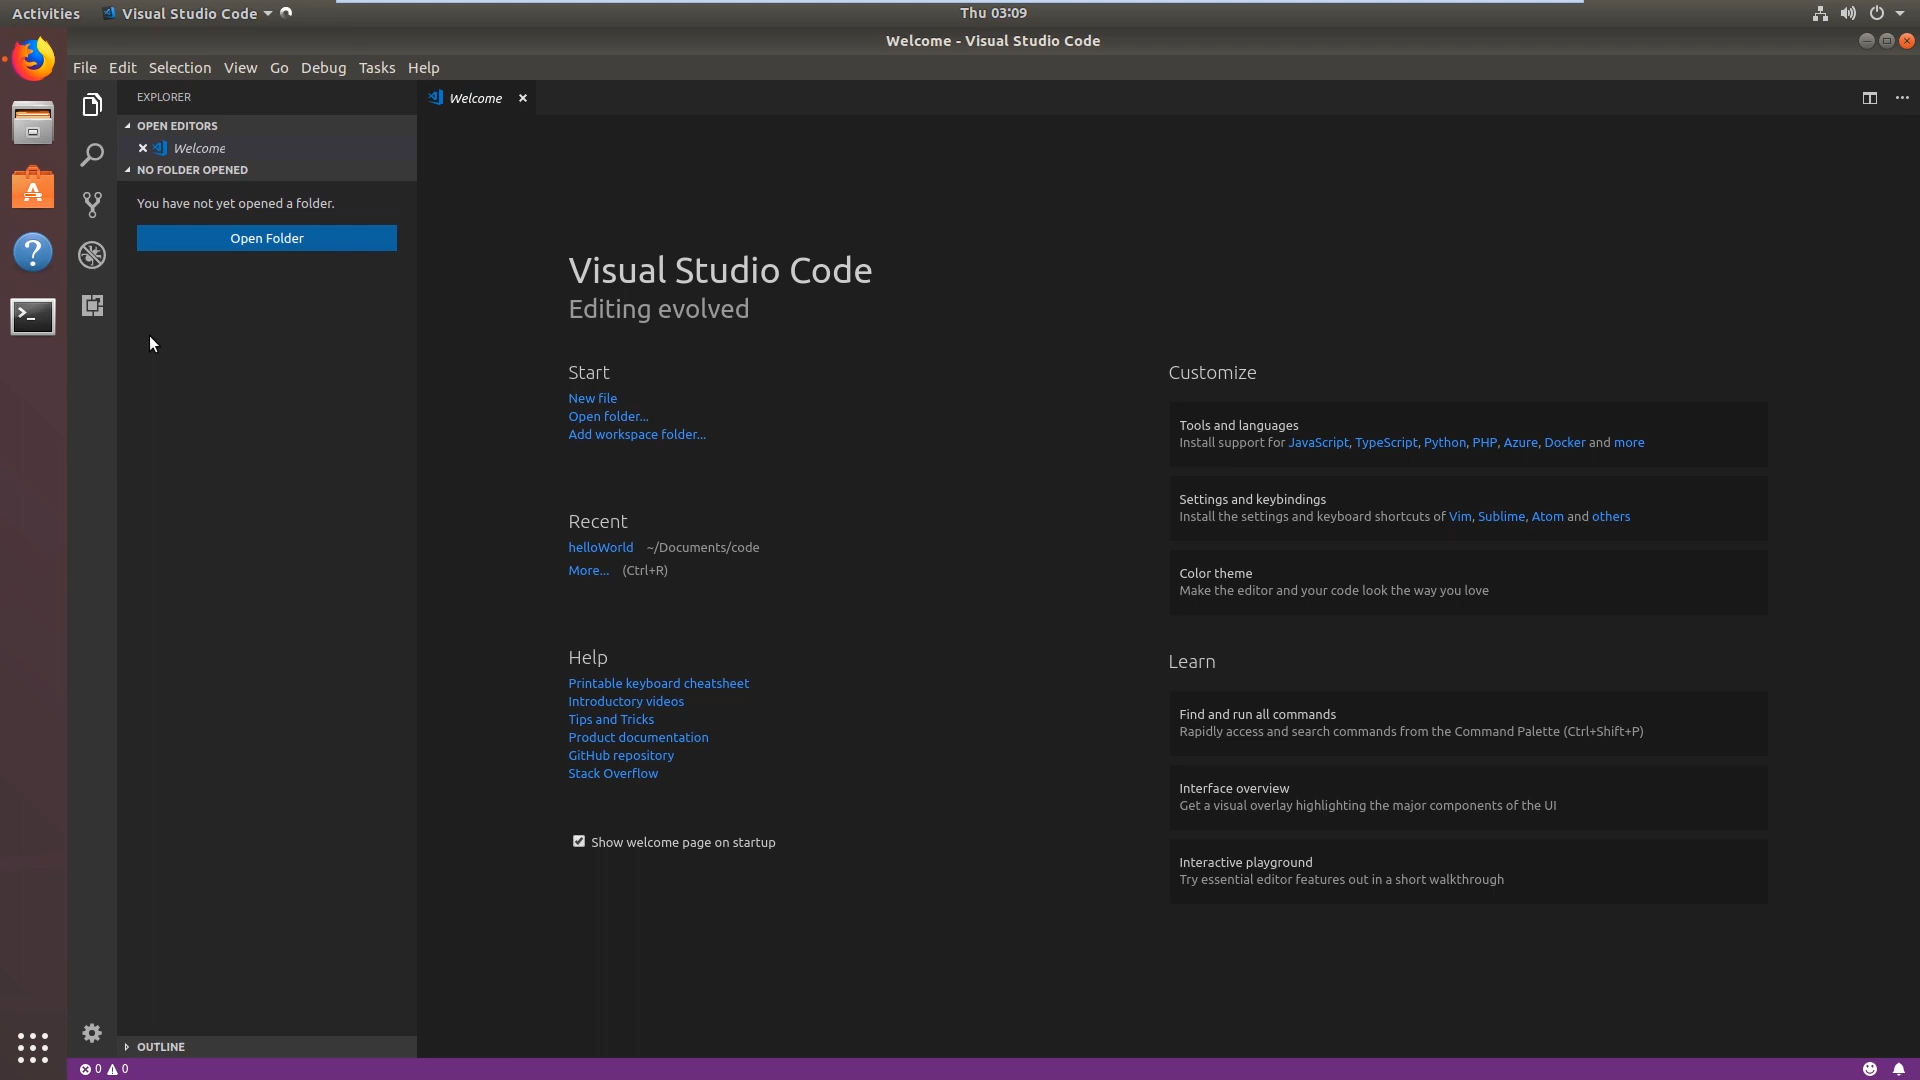 Activities Visual Studio Code Thu 03:09
Welcome - Visual Studio Code
File Edit Selection View Go Debug Tasks Help
EXPLORER
OPEN EDITORS
Welcome
NO FOLDER OPENED
You have not yet opened a folder.
Open Folder
OUTLINE
Welcome
Visual Studio Code
Editing evolved
Start
New file
Open folder...
Add workspace folder...
Recent
helloWorld ~/Documents/code
More... (Ctrl+R)
Help
Printable keyboard cheatsheet
Introductory videos
Tips and Tricks
Product documentation
GitHub repository
Stack Overflow
Show welcome page on startup
Customize
Tools and languages
Install support for JavaScript, TypeScript, Python, PHP, Azure, Docker and more
Settings and keybindings
Install the settings and keyboard shortcuts of Vim, Sublime, Atom and others
Color theme
Make the editor and your code look the way you love
Learn
Find and run all commands
Rapidly access and search commands from the Command Palette (Ctrl+Shift+P)
Interface overview
Get a visual overlay highlighting the major components of the UI
Interactive playground
Try essential editor features out in a short walkthrough
0 0